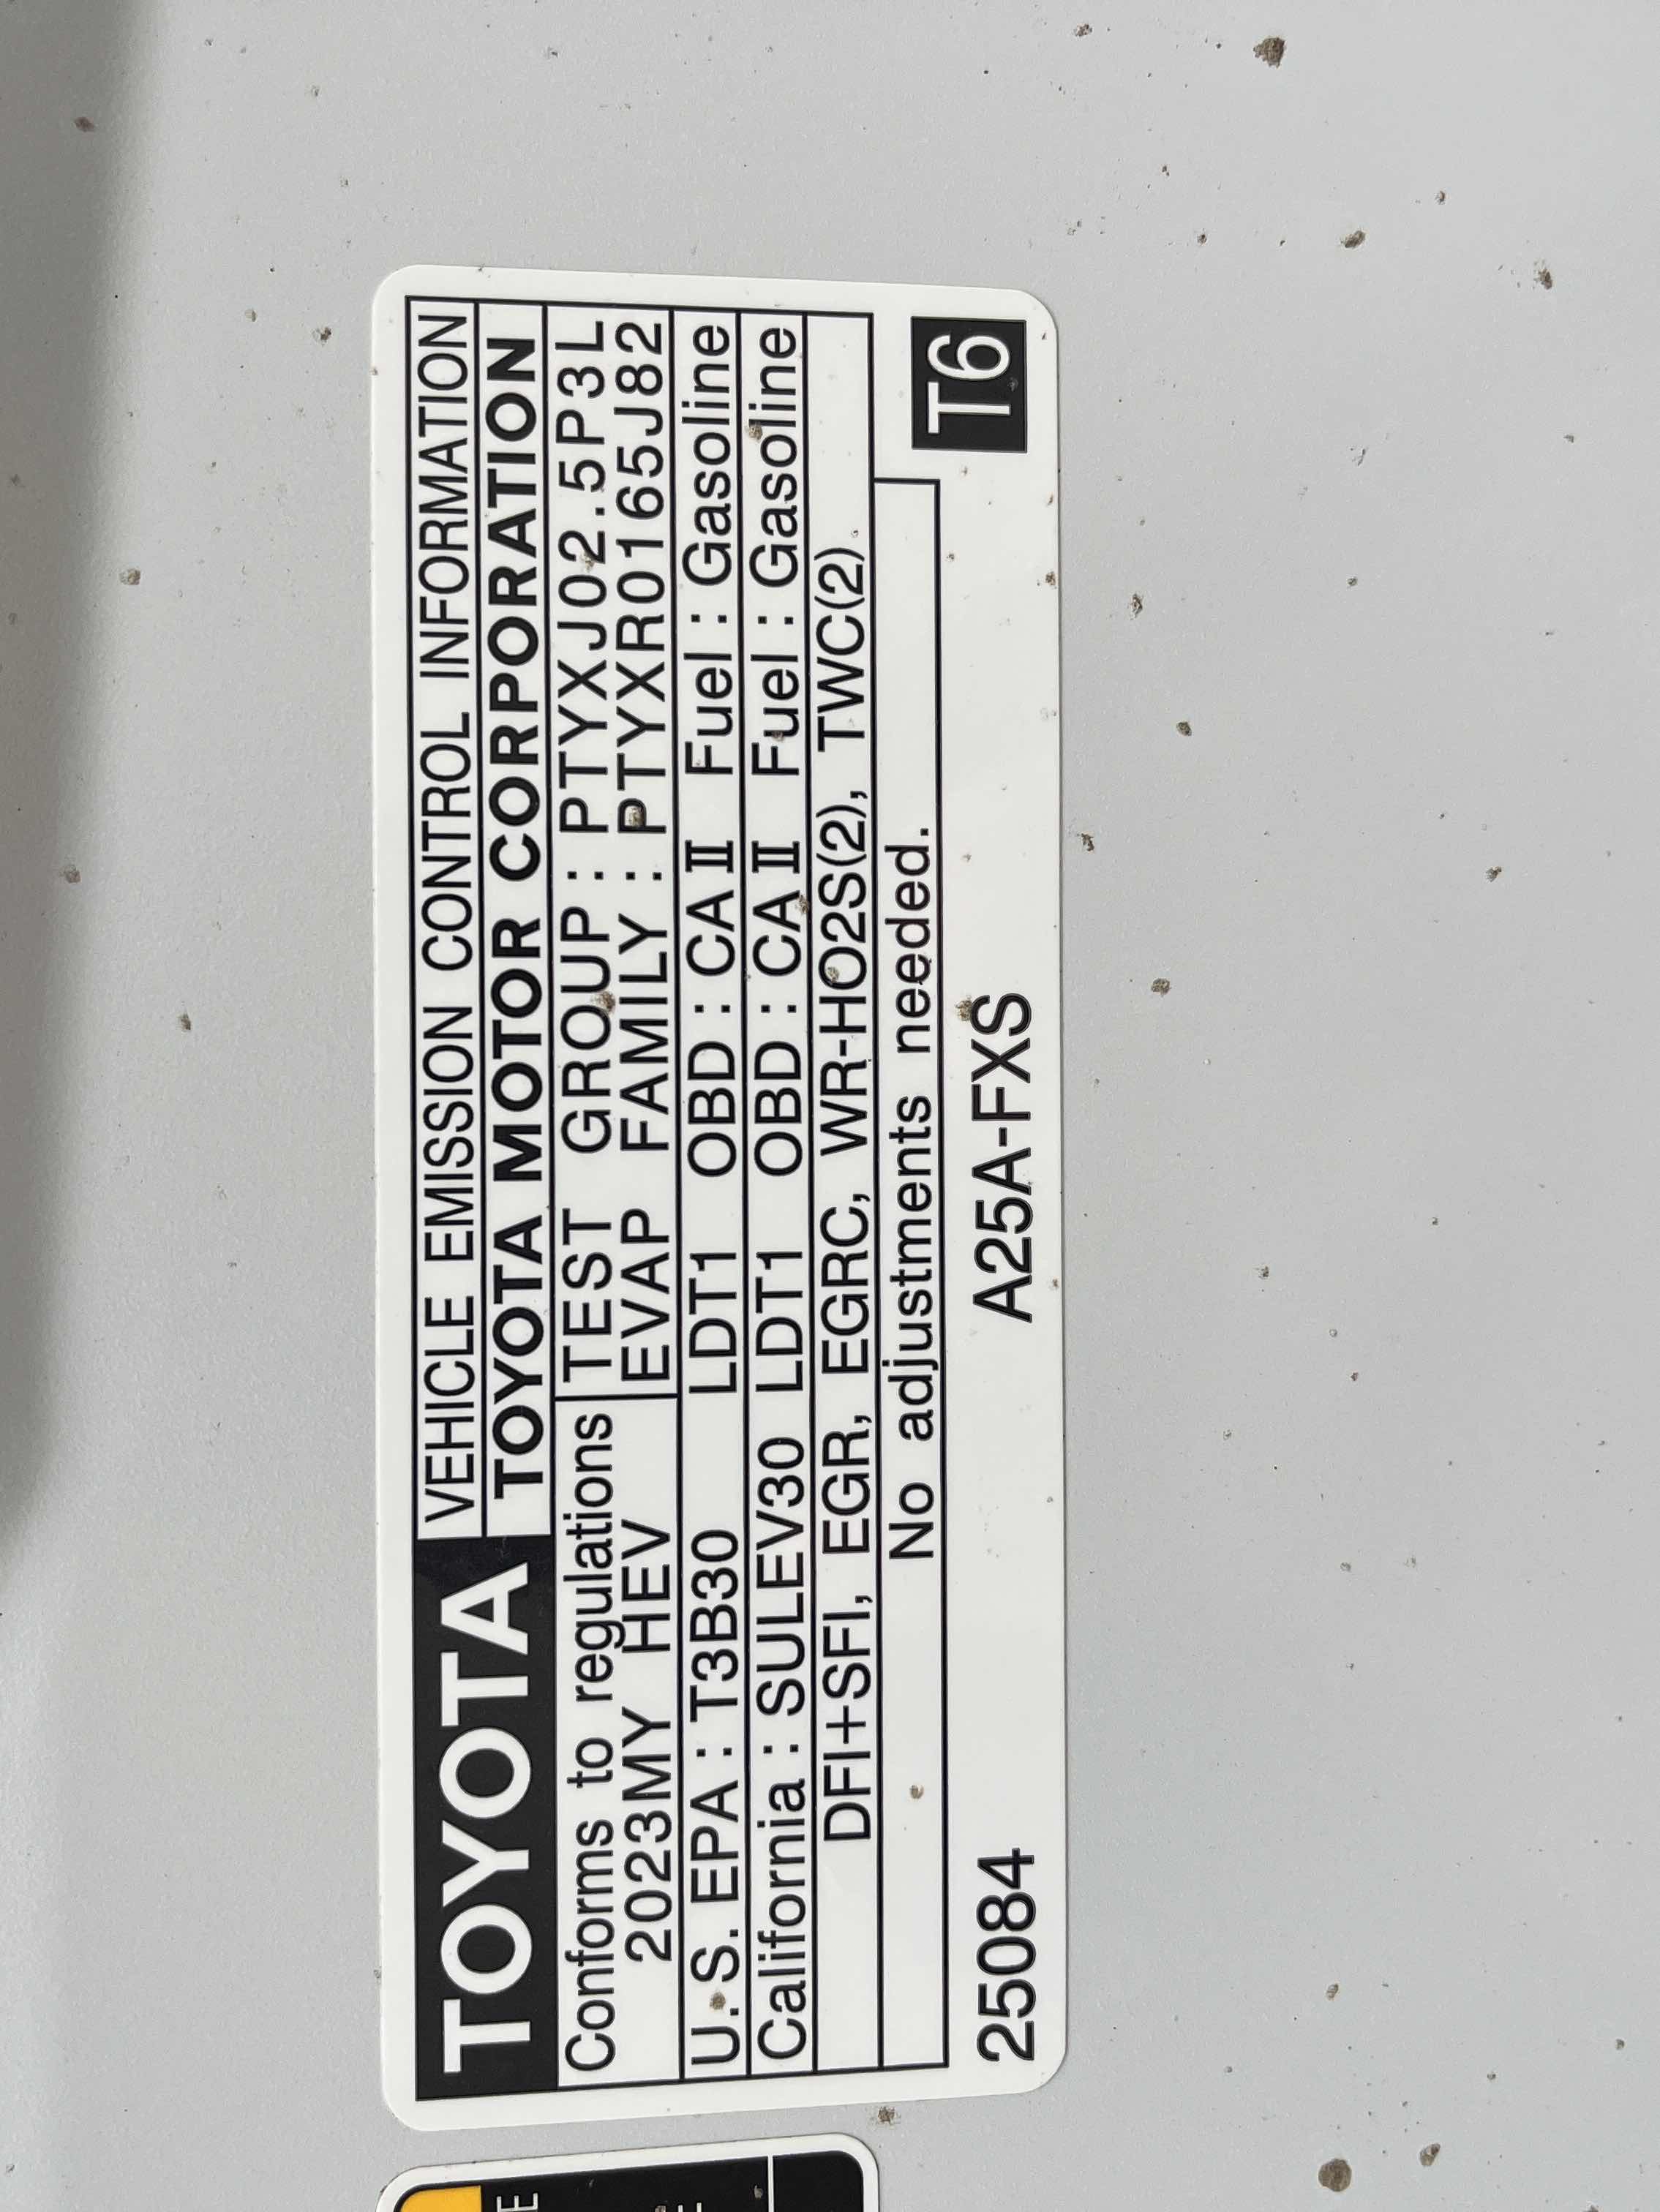 TOYOTA
VEHICLE EMISSION CONTROL INFORMATION
TOYOTA MOTOR CORPORATION
Conforms to regulations
2023MY HEV
TEST GROUP : PTYXJ02.5P3L
EVAP FAMILY : PTYXR0165J82
U.S. EPA : T3B30 LDT1 OBD : CA II Fuel : Gasoline
California : SULEV30 LDT1 OBD : CA II Fuel : Gasoline
DFI+SFI, EGR, EGRC, WR-HO2S(2), TWC(2)
No adjustments needed.
25084 A25A-FXS T6